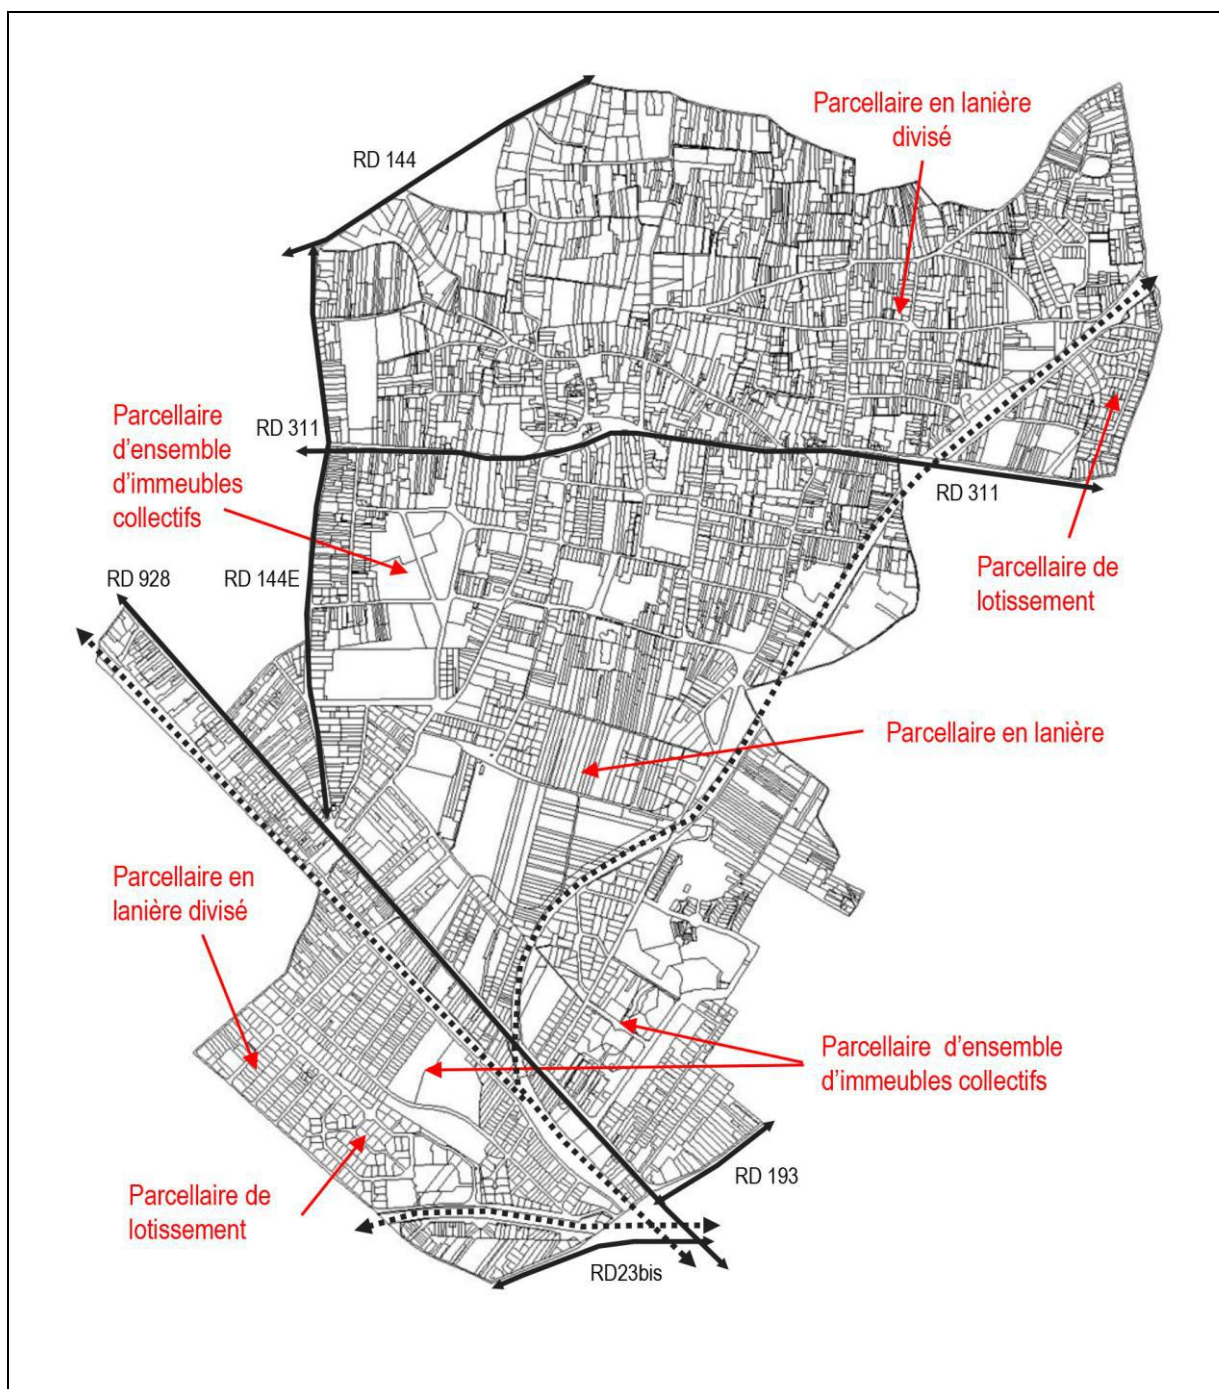 Parcellaire en lanière
divisé
RD 144
Parcellaire
d'ensemble
d'immeubles
collectifs
RD 311
RD 311
RD 928
RD 144E
Parcellaire de
lotissement
Parcellaire en lanière
Parcellaire en
lanière divisé
Parcellaire  d'ensemble
d'immeubles collectifs
RD 193
Parcellaire de
lotissement
RD23bis